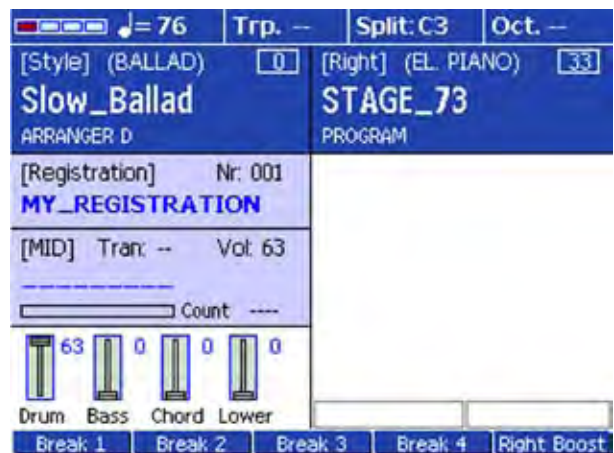 ♩= 76 Trp. -- Split: C3 Oct. --
[Style] (BALLAD) 0
Slow_Ballad
ARRANGER D
[Right] (EL. PIANO) 33
STAGE_73
PROGRAM
[Registration] Nr: 001
MY_REGISTRATION
[MID] Tran: -- Vol: 63
_ _ _ _ _ _ _ _ _
Count ----
63 0 0 0
Drum Bass Chord Lower
Break 1 Break 2 Break 3 Break 4 Right Boost